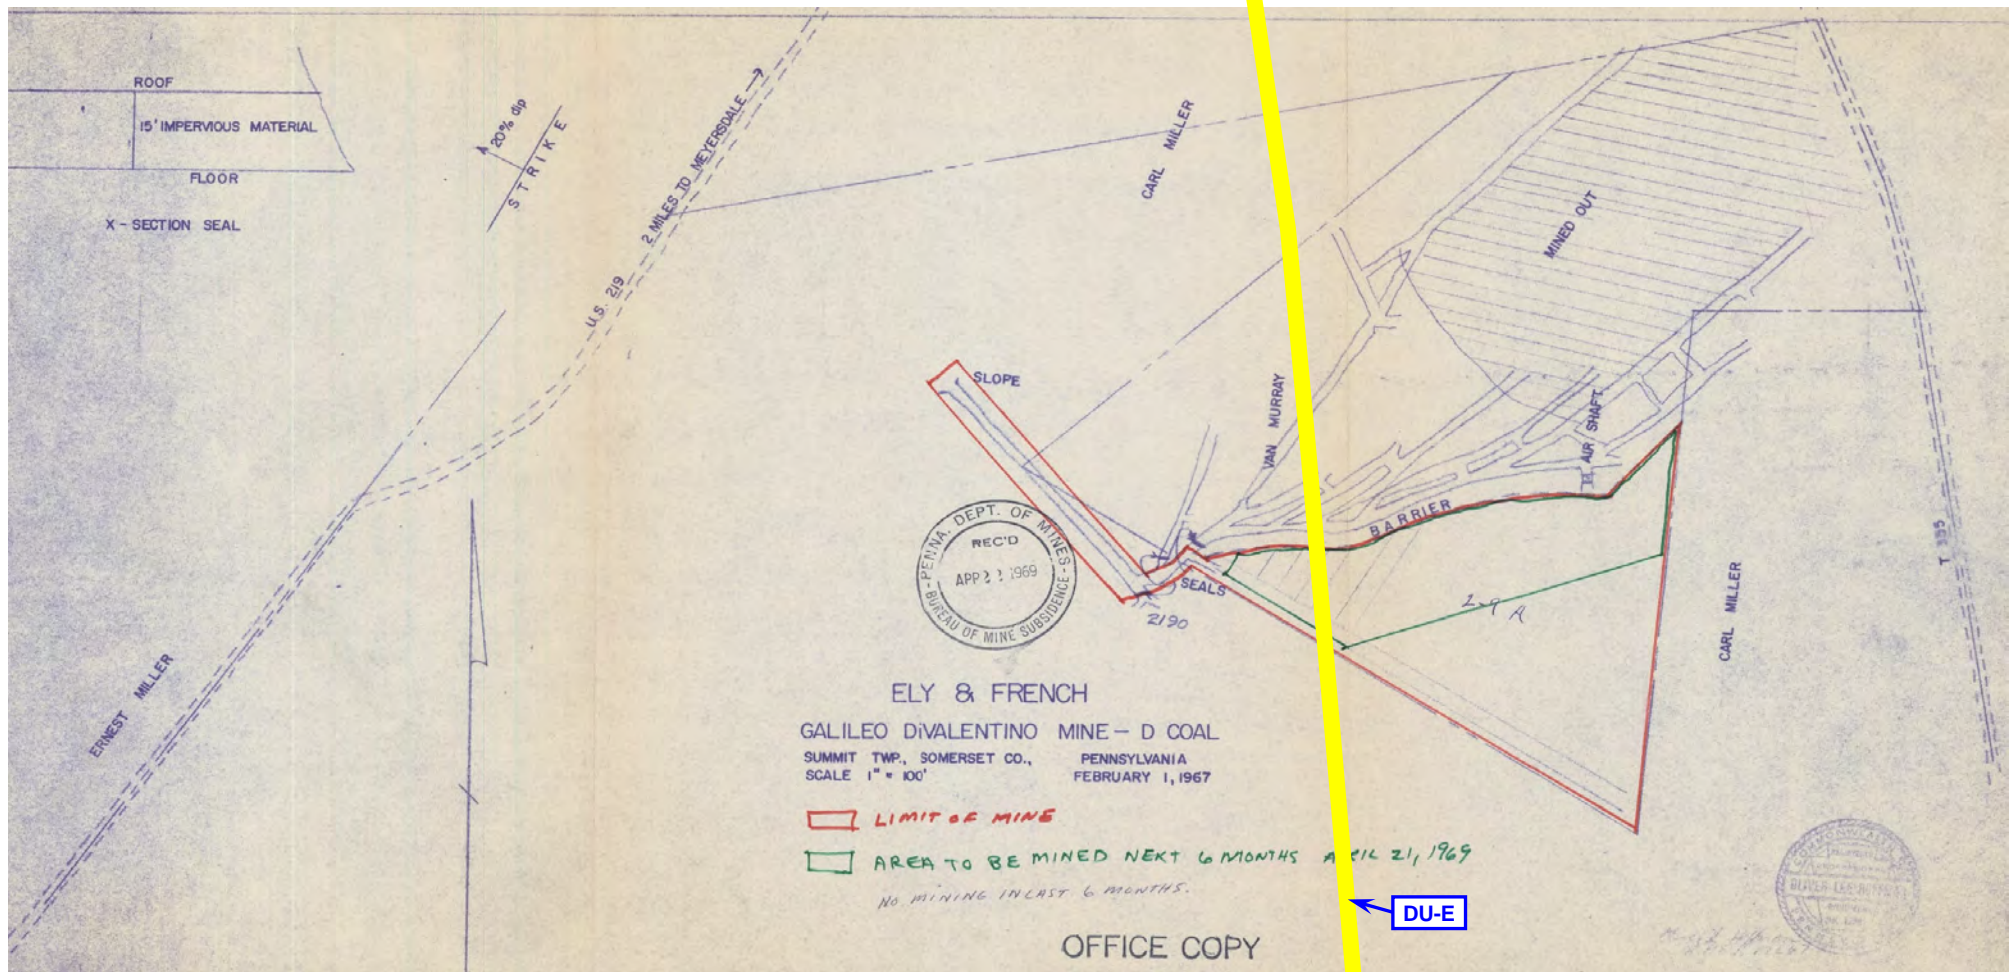 ROOF
15' IMPERVIOUS MATERIAL
FLOOR
X - SECTION SEAL
20% dip
STRIKE
2 MILES TO MEYERSDALE
U.S. 219
CARL MILLER
MINED OUT
SLOPE
VAN MURRAY
AIR SHAFT
BARRIER
T 355
PENNA. DEPT. OF MINES
REC'D
1969
BUREAU OF MINE SUBSIDENCE
SEALS
2190
CARL MILLER
ERNEST MILLER
ELY & FRENCH
GALILEO DiVALENTINO MINE - D COAL
SUMMIT TWP., SOMERSET CO., PENNSYLVANIA
SCALE 1" = 100' FEBRUARY 1, 1967
LIMIT OF MINE
AREA TO BE MINED NEXT 6 MONTHS 21, 1969
NO MINING IN LAST 6 MONTHS.
DU-E
OFFICE COPY